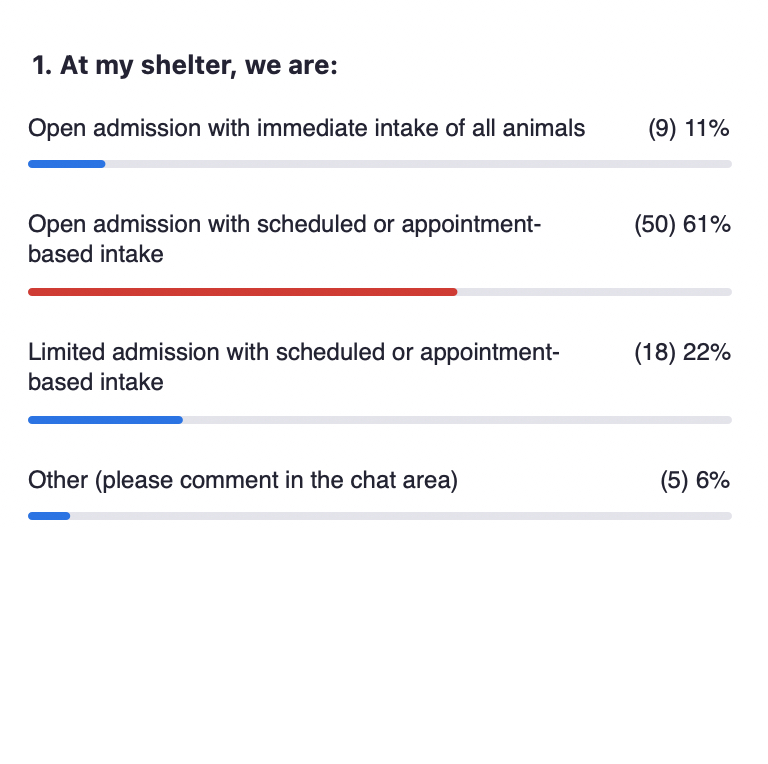 1. At my shelter, we are:
Open admission with immediate intake of all animals (9) 11%
Open admission with scheduled or appointment- (50) 61%
based intake
Limited admission with scheduled or appointment- (18) 22%
based intake
Other (please comment in the chat area) (5) 6%